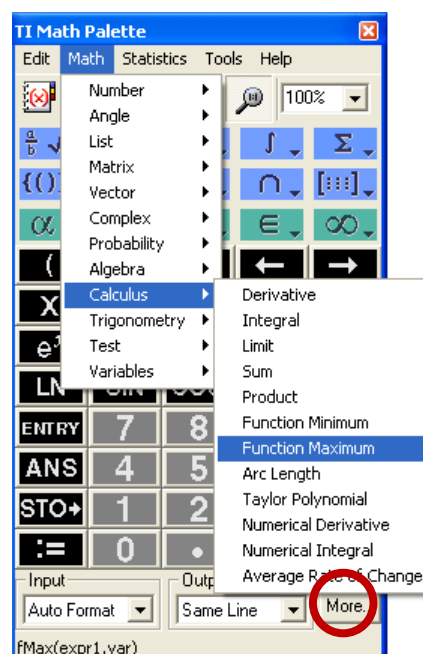 TI Math Palette
Edit Math Statistics Tools Help
Number
100%
Angle
List
∫ Σ
Matrix
{() ∩ [:::]
Vector
Complex
α ∈ ∞
Probability
( ← →
Algebra
Calculus
Derivative
X
Trigonometry
Integral
Test
Limit
e
Variables
Sum
LN SIN COS
Product
Function Minimum
ENTRY 7 8
Function Maximum
ANS 4 5
Arc Length
Taylor Polynomial
STO→ 1 2
Numerical Derivative
:= 0 .
Numerical Integral
Average Rate of Change
Input Outp
Auto Format Same Line More.
fMax(expr1,var)